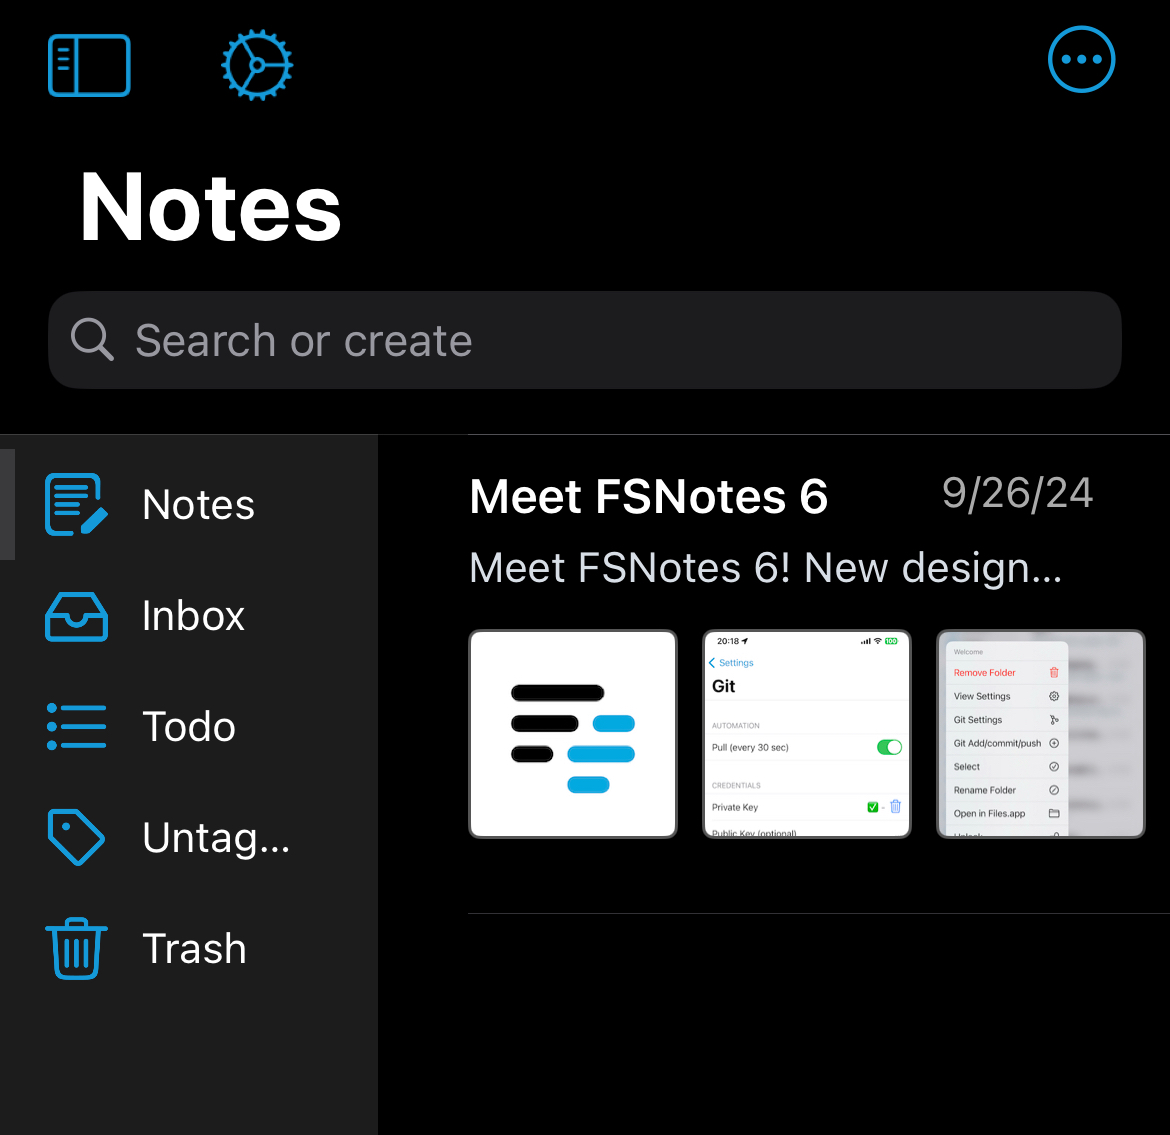 Notes
Search or create
Notes
Inbox
Todo
Untag...
Trash
Meet FSNotes 6
9/26/24
Meet FSNotes 6! New design...
20:18
100
Settings
Git
AUTOMATION
Pull (every 30 sec)
CREDENTIALS
Private Key
Public Key (optional)
Welcome
Remove Folder
View Settings
Git Settings
Git Add/commit/push
Select
Rename Folder
Open in Files.app